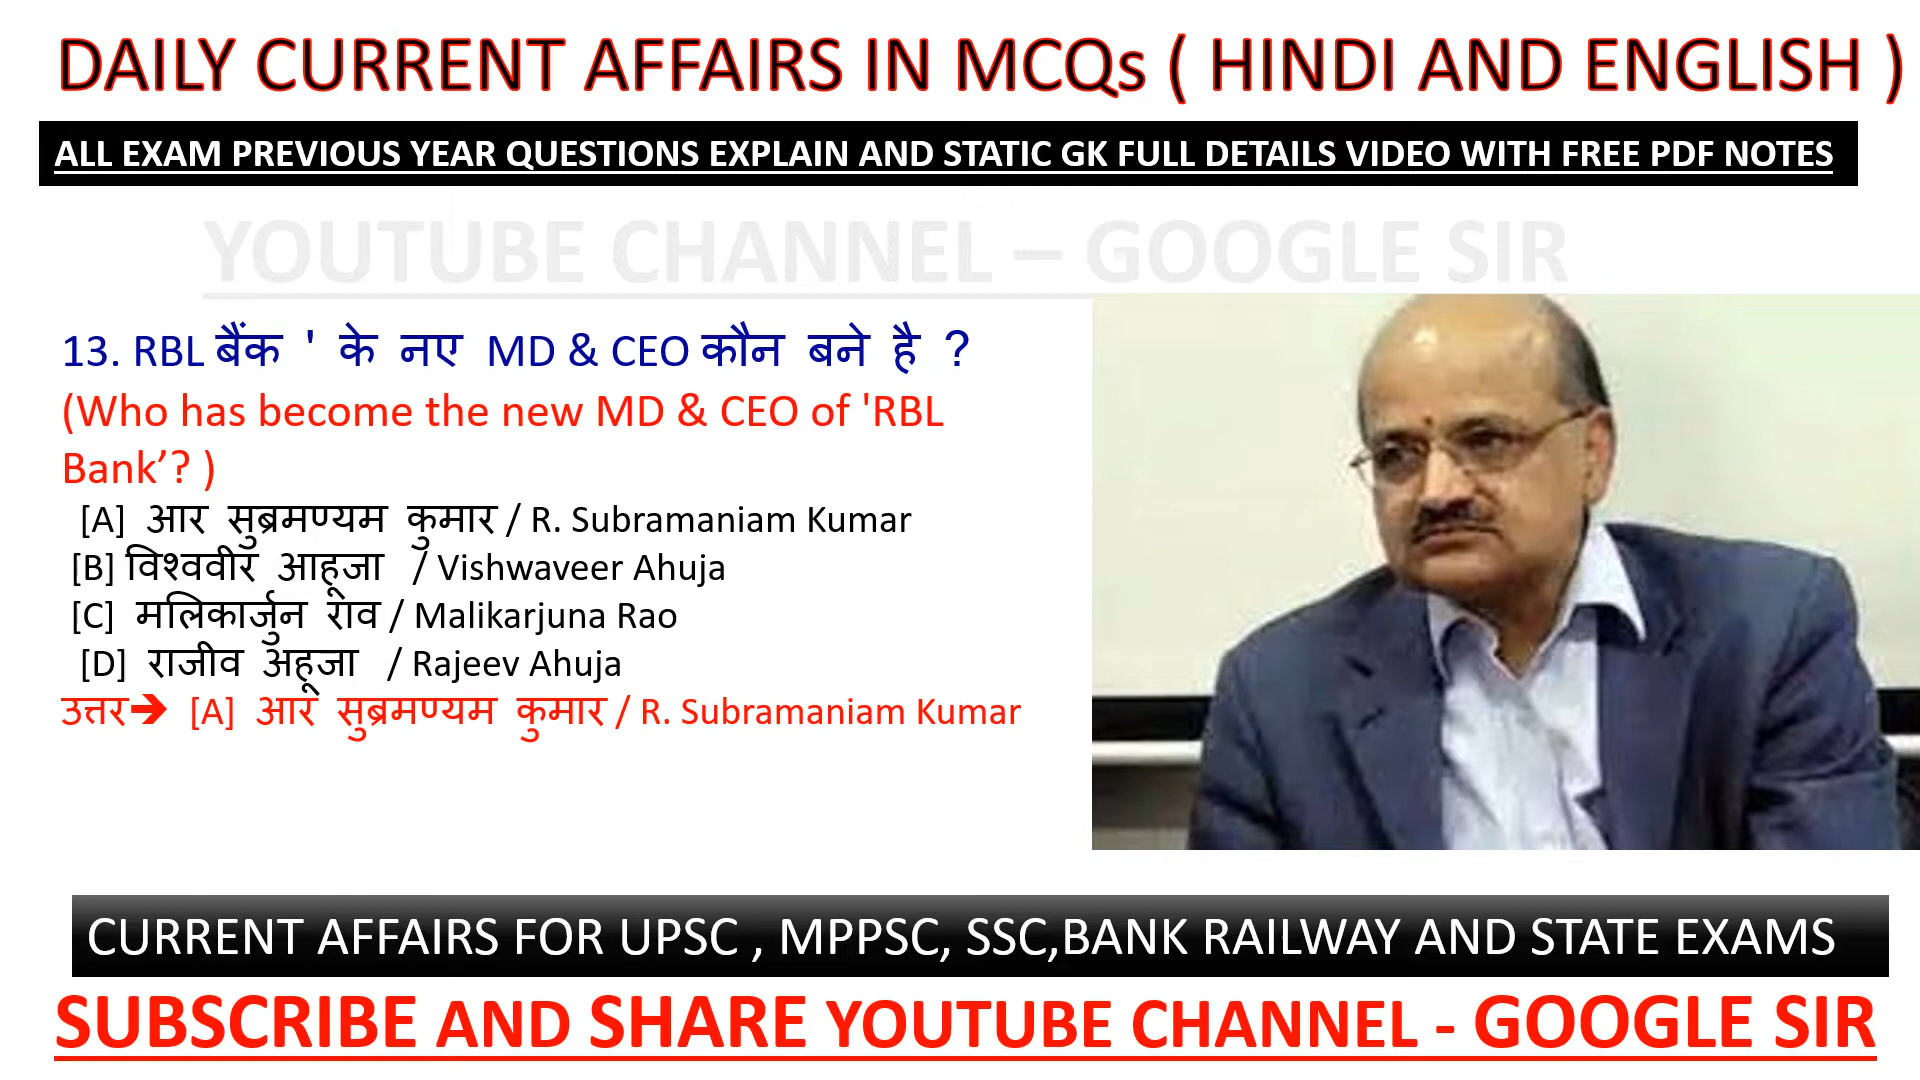 DAILY CURRENT AFFAIRS IN MCQs ( HINDI AND ENGLISH )
ALL EXAM PREVIOUS YEAR QUESTIONS EXPLAIN AND STATIC GK FULL DETAILS VIDEO WITH FREE PDF NOTES
YOUTUBE CHANNEL – GOOGLE SIR
13. RBL बैंक ' के नए MD & CEO कौन बने है ?
(Who has become the new MD & CEO of 'RBL
Bank’? )
[A] आर सुब्रमण्यम कुमार / R. Subramaniam Kumar
[B] विश्ववीर आहूजा / Vishwaveer Ahuja
[C] मलिकार्जुन राव / Malikarjuna Rao
[D] राजीव अहूजा / Rajeev Ahuja
उत्तर➔ [A] आर सुब्रमण्यम कुमार / R. Subramaniam Kumar
CURRENT AFFAIRS FOR UPSC , MPPSC, SSC,BANK RAILWAY AND STATE EXAMS
SUBSCRIBE AND SHARE YOUTUBE CHANNEL - GOOGLE SIR